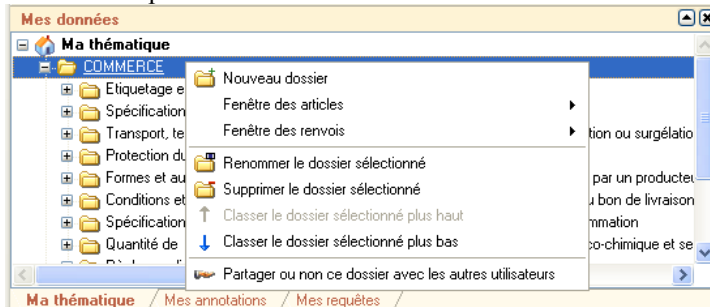 Mes données
Ma thématique
COMMERCE
Nouveau dossier
Etiquetage e
Fenêtre des articles
Spécification
Fenêtre des renvois
Transport, te
tion ou surgélatio
Protection du
Renommer le dossier sélectionné
Formes et au
par un producteu
Supprimer le dossier sélectionné
Conditions et
u bon de livraison
Classer le dossier sélectionné plus haut
Spécification
mmation
Classer le dossier sélectionné plus bas
Quantité de
co-chimique et se
Partager ou non ce dossier avec les autres utilisateurs
Ma thématique / Mes annotations / Mes requêtes /